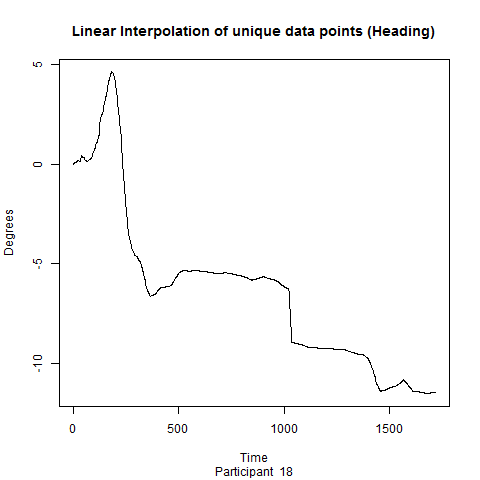 Linear Interpolation of unique data points (Heading)
5
0
-5
-10
Degrees
0 500 1000 1500
Time
Participant 18